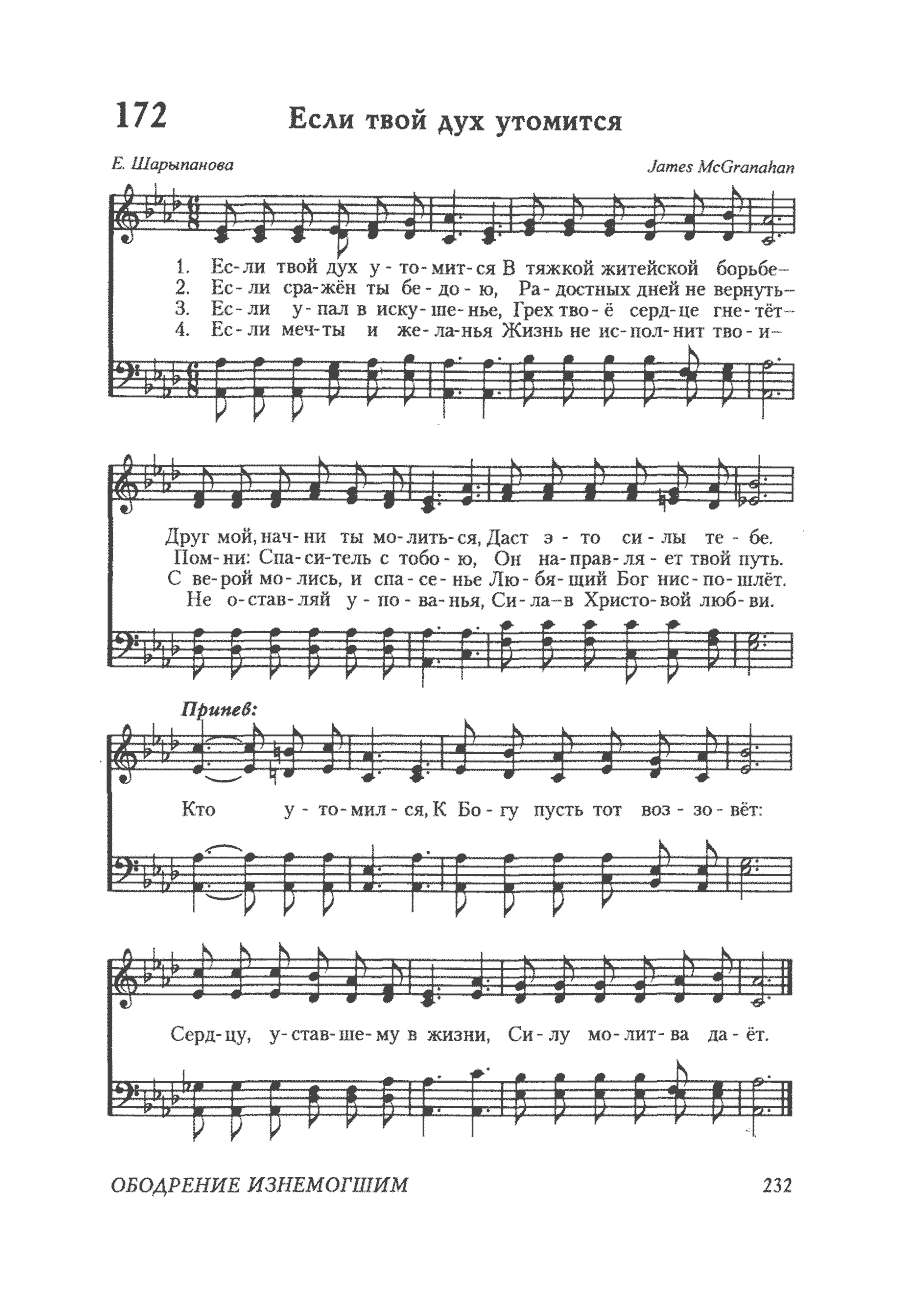 172
Если твой дух утомится
Е. Шарыпанова
James McGranahan
1. Ес- ли твой дух у - то- мит- ся В тяжкой житейской борьбе–
2. Ес- ли сра- жён ты бе - до - ю, Ра- достных дней не вернуть–
3. Ес- ли у- пал в иску- ше- нье, Грех тво- ё серд- це гне- тёт–
4. Ес- ли меч- ты и же- ла- нья Жизнь не ис- пол- нит тво - и–
Друг мой, нач- ни ты мо- лить- ся, Даст э - то си - лы те - бе.
Пом- ни: Спа- си- тель с тобо - ю, Он на- прав- ля - ет твой путь.
С ве- рой мо- лись, и спа - се- нье Лю- бя- щий Бог нис- по- шлёт.
Не о- став- ляй у - по - ва- нья, Си- ла–в Христо- вой люб- ви.
Припев:
Кто у - то- мил - ся, К Бо - гу пусть тот воз - зо - вёт:
Серд- цу, у- став- ше- му в жизни, Си- лу мо- лит- ва да - ёт.
ОБОДРЕНИЕ ИЗНЕМОГШИМ
232